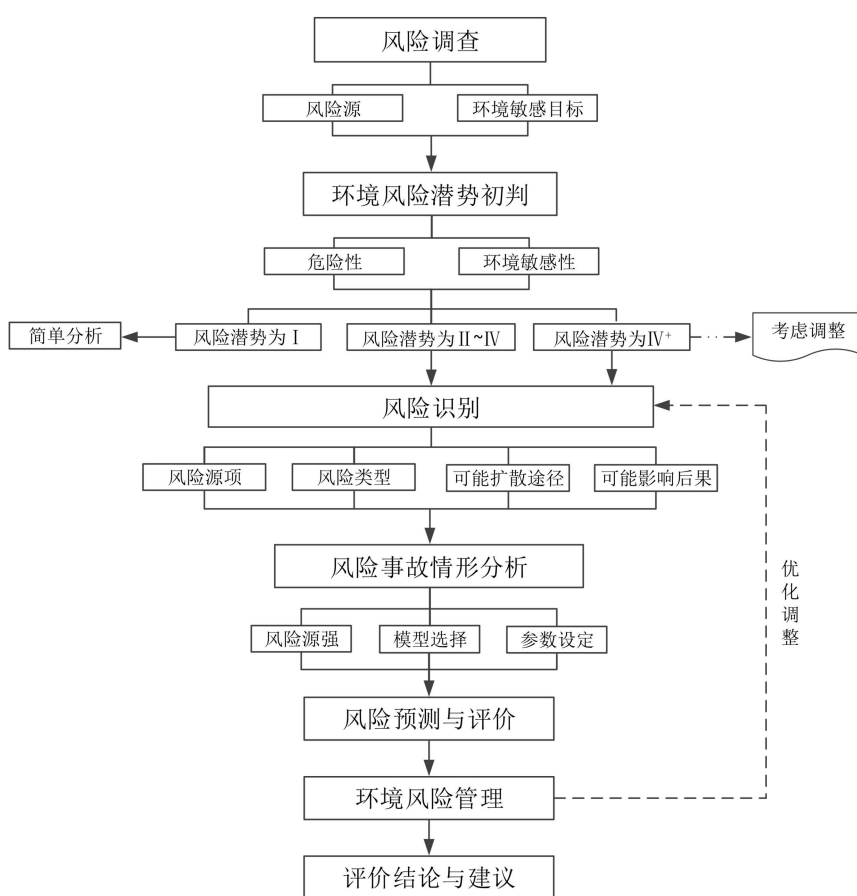 风险调查
风险源
环境敏感目标
环境风险潜势初判
危险性
环境敏感性
简单分析
风险潜势为Ⅰ
风险潜势为Ⅱ~Ⅳ
风险潜势为Ⅳ⁺
考虑调整
风险识别
风险源项
风险类型
可能扩散途径
可能影响后果
风险事故情形分析
优化调整
风险源强
模型选择
参数设定
风险预测与评价
环境风险管理
评价结论与建议